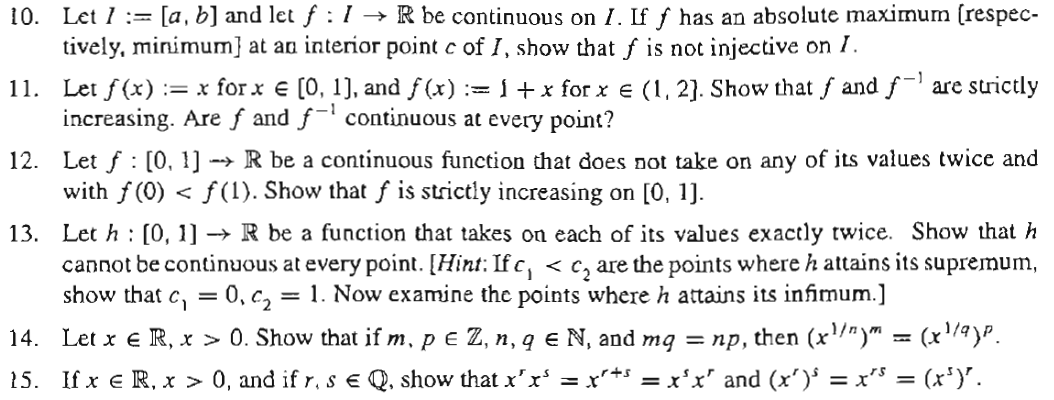 10. Let I := [a, b] and let f : I → ℝ be continuous on I. If f has an absolute maximum [respec-
tively, minimum] at an interior point c of I, show that f is not injective on I.
11. Let f(x) := x for x ∈ [0, 1], and f(x) := 1 + x for x ∈ (1, 2]. Show that f and f⁻¹ are strictly
increasing. Are f and f⁻¹ continuous at every point?
12. Let f : [0, 1] → ℝ be a continuous function that does not take on any of its values twice and
with f(0) < f(1). Show that f is strictly increasing on [0, 1].
13. Let h : [0, 1] → ℝ be a function that takes on each of its values exactly twice. Show that h
cannot be continuous at every point. [Hint: If c₁ < c₂ are the points where h attains its supremum,
show that c₁ = 0, c₂ = 1. Now examine the points where h attains its infimum.]
14. Let x ∈ ℝ, x > 0. Show that if m, p ∈ ℤ, n, q ∈ ℕ, and mq = np, then (x^{1/n})^m = (x^{1/q})^p.
15. If x ∈ ℝ, x > 0, and if r, s ∈ ℚ, show that x^r x^s = x^{r+s} = x^s x^r and (x^r)^s = x^{rs} = (x^s)^r.